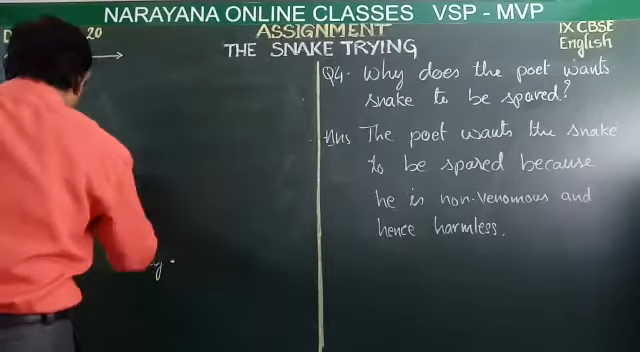 NARAYANA ONLINE CLASSES VSP - MVP
20
ASSIGNMENT
THE SNAKE TRYING
IX CBSE
English
Q4. Why does the poet wants
snake to be spared?
Ans The poet wants the snake
to be spared because
he is non-venomous and
hence harmless.